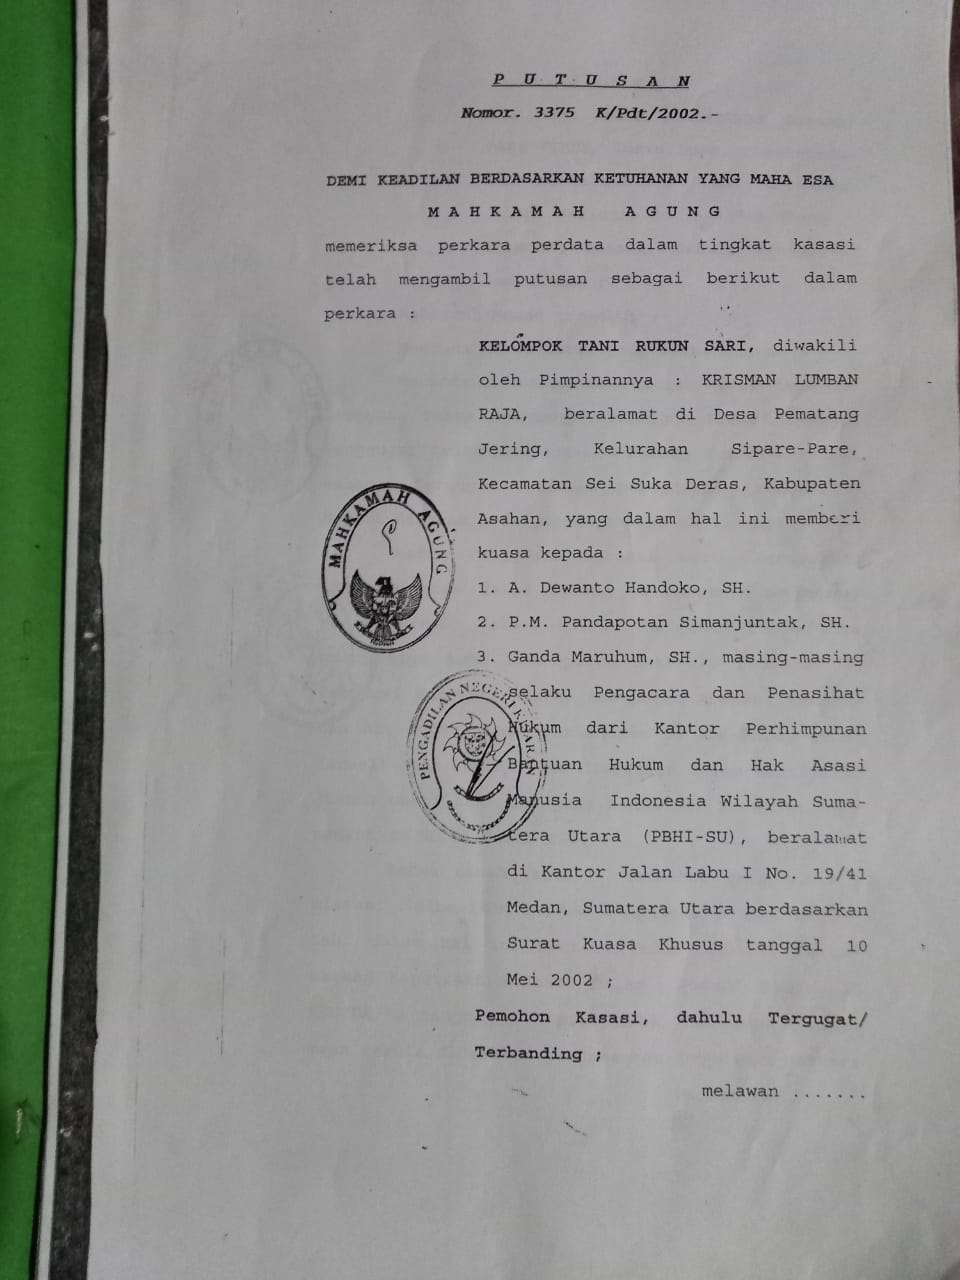 P U T U S A N
Nomor. 3375 K/Pdt/2002.-
DEMI KEADILAN BERDASARKAN KETUHANAN YANG MAHA ESA
M A H K A M A H A G U N G
memeriksa perkara perdata dalam tingkat kasasi
telah mengambil putusan sebagai berikut dalam
perkara :
KELOMPOK TANI RUKUN SARI, diwakili
oleh Pimpinannya : KRISMAN LUMBAN
RAJA, beralamat di Desa Pematang
Jering, Kelurahan Sipare-Pare,
Kecamatan Sei Suka Deras, Kabupaten
Asahan, yang dalam hal ini memberi
kuasa kepada :
MAHKAMAH AGUNG
1. A. Dewanto Handoko, SH.
2. P.M. Pandapotan Simanjuntak, SH.
3. Ganda Maruhum, SH., masing-masing
selaku Pengacara dan Penasihat
Hukum dari Kantor Perhimpunan
Bantuan Hukum dan Hak Asasi
Manusia Indonesia Wilayah Suma-
tera Utara (PBHI-SU), beralamat
di Kantor Jalan Labu I No. 19/41
Medan, Sumatera Utara berdasarkan
Surat Kuasa Khusus tanggal 10
Mei 2002 ;
PENGADILAN NEGERI
Pemohon Kasasi, dahulu Tergugat/
Terbanding ;
melawan .......